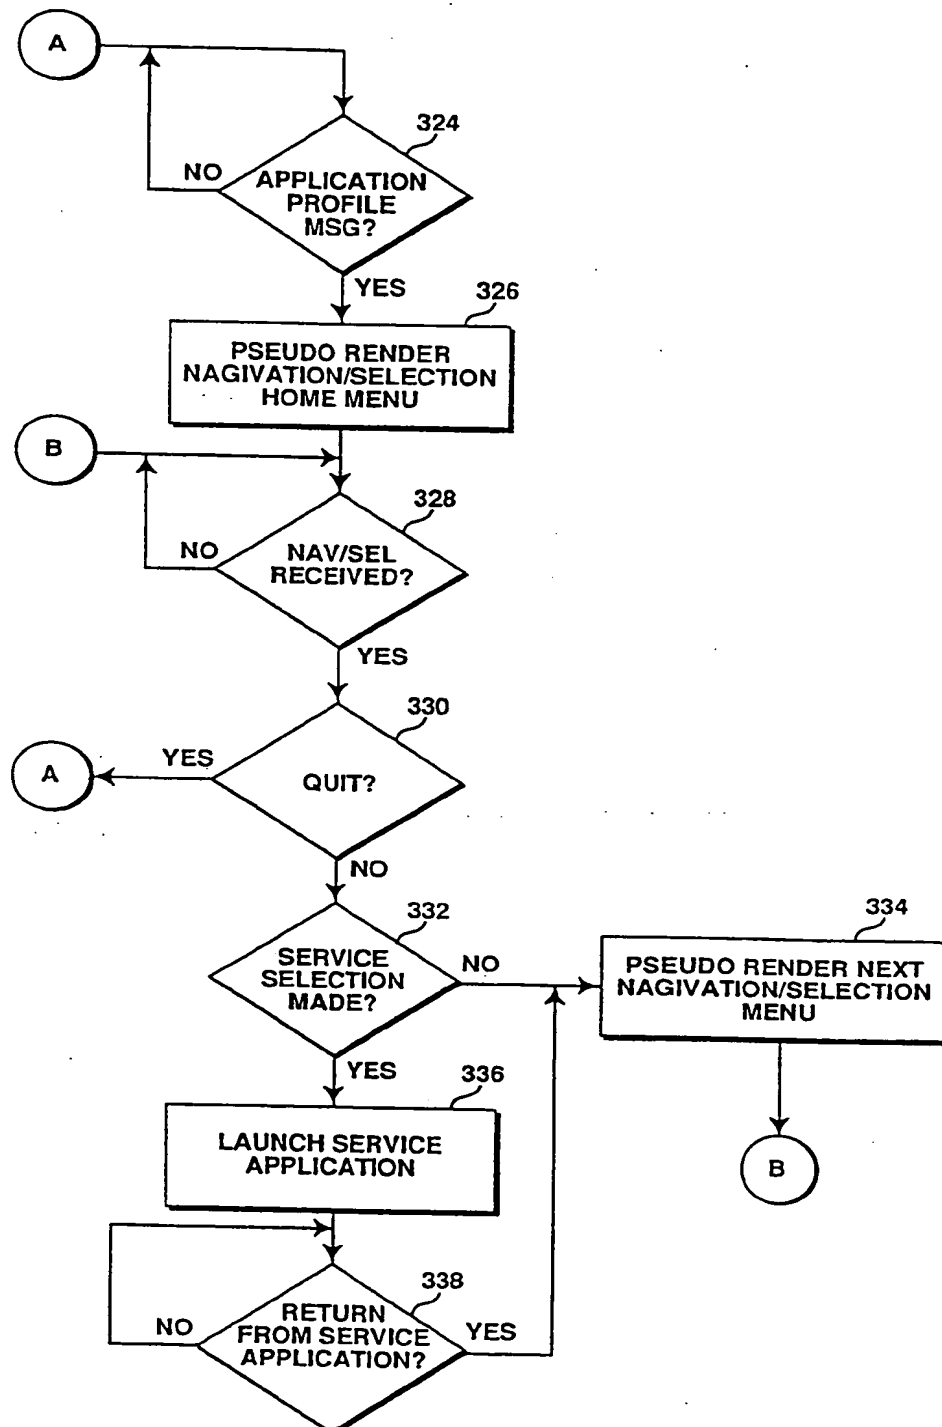 A
324
NO
APPLICATION
PROFILE
MSG?
YES
326
PSEUDO RENDER
NAGIVATION/SELECTION
HOME MENU
B
328
NO
NAV/SEL
RECEIVED?
YES
330
YES
A
QUIT?
NO
332
334
SERVICE
SELECTION
MADE?
NO
PSEUDO RENDER NEXT
NAGIVATION/SELECTION
MENU
YES
336
LAUNCH SERVICE
APPLICATION
B
338
NO
RETURN
FROM SERVICE
APPLICATION?
YES